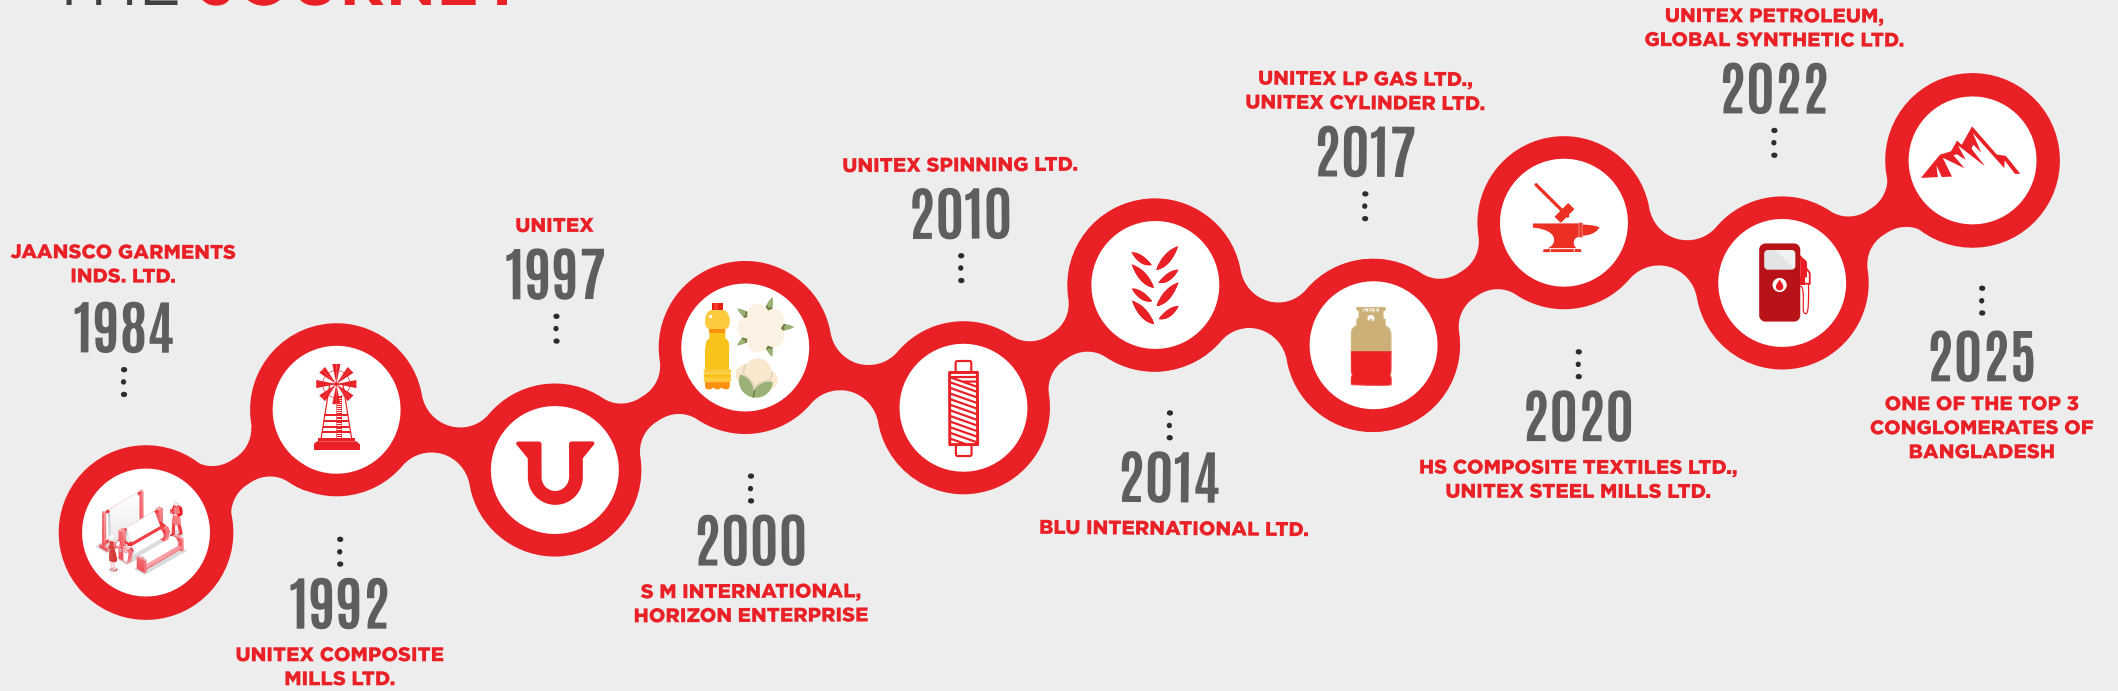 THE JOURNEY
JAANSCO GARMENTS
INDS. LTD.
1984
1992
UNITEX COMPOSITE
MILLS LTD.
UNITEX
1997
2000
S M INTERNATIONAL,
HORIZON ENTERPRISE
UNITEX SPINNING LTD.
2010
2014
BLU INTERNATIONAL LTD.
UNITEX LP GAS LTD.,
UNITEX CYLINDER LTD.
2017
2020
HS COMPOSITE TEXTILES LTD.,
UNITEX STEEL MILLS LTD.
UNITEX PETROLEUM,
GLOBAL SYNTHETIC LTD.
2022
2025
ONE OF THE TOP 3
CONGLOMERATES OF
BANGLADESH